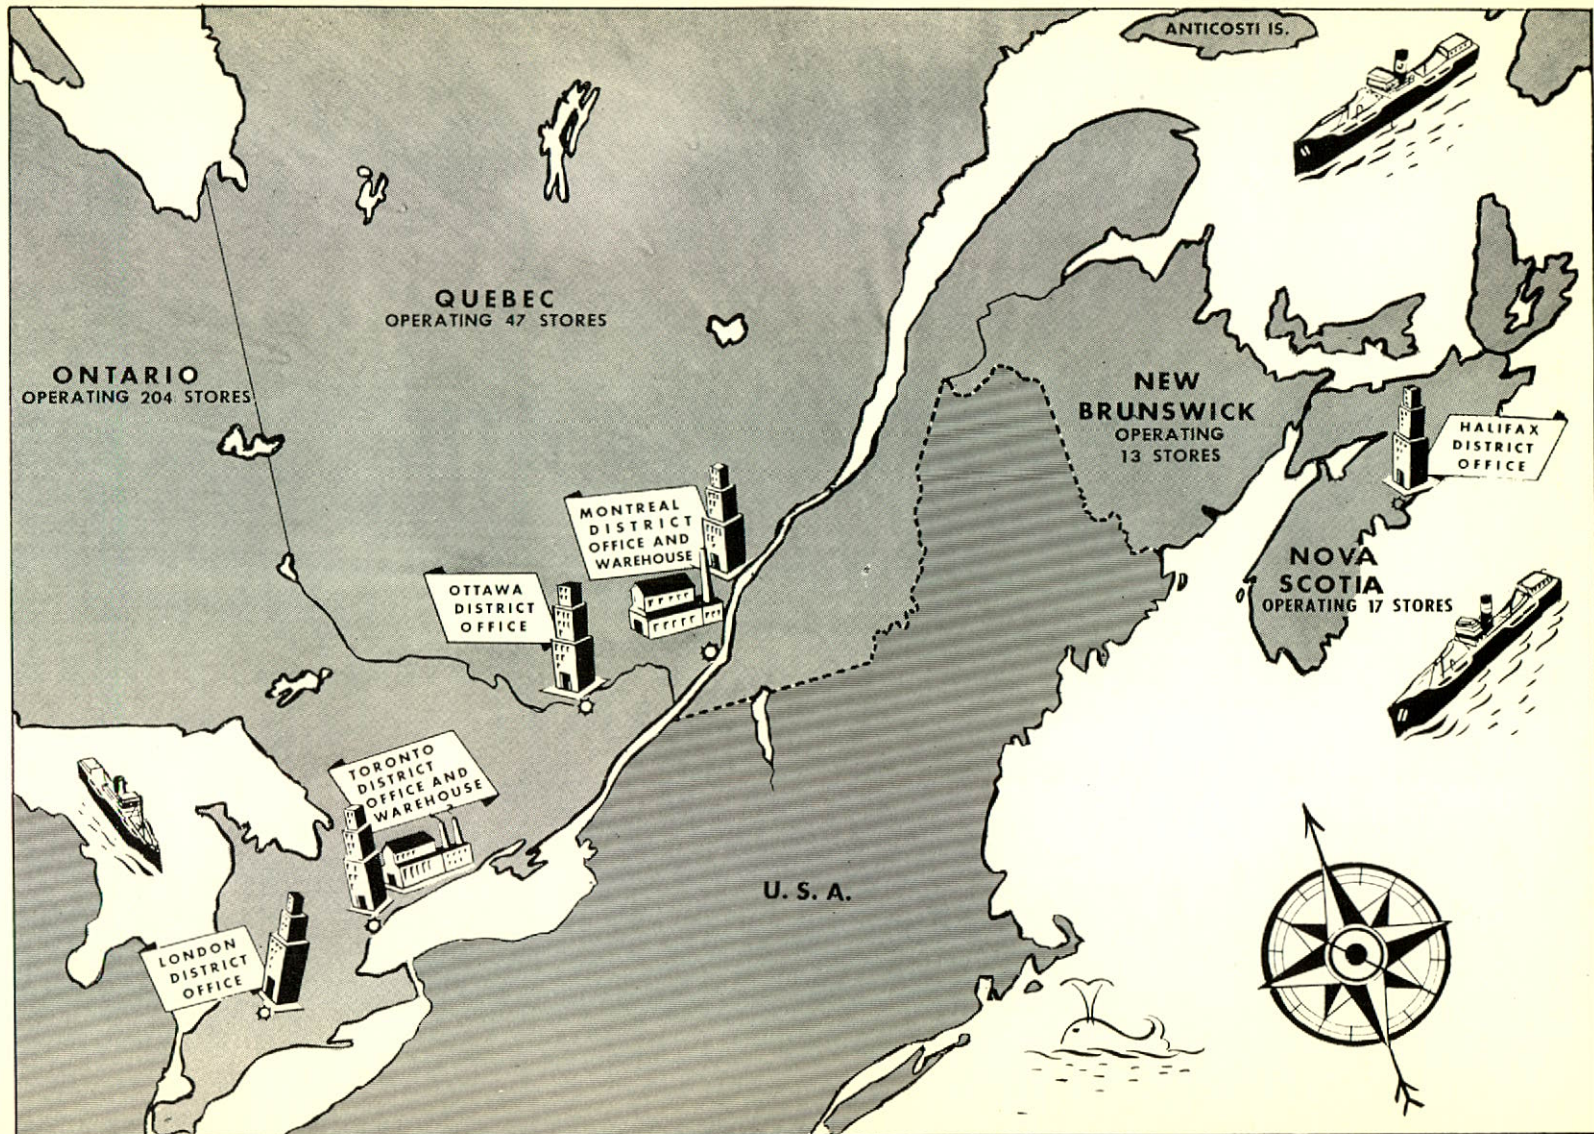 ANTICOSTI IS.
QUEBEC
OPERATING 47 STORES
ONTARIO
OPERATING 204 STORES
NEW
BRUNSWICK
OPERATING
13 STORES
HALIFAX
DISTRICT
OFFICE
MONTREAL
DISTRICT
OFFICE AND
WAREHOUSE
NOVA
SCOTIA
OPERATING 17 STORES
OTTAWA
DISTRICT
OFFICE
TORONTO
DISTRICT
OFFICE AND
WAREHOUSE
U. S. A.
LONDON
DISTRICT
OFFICE